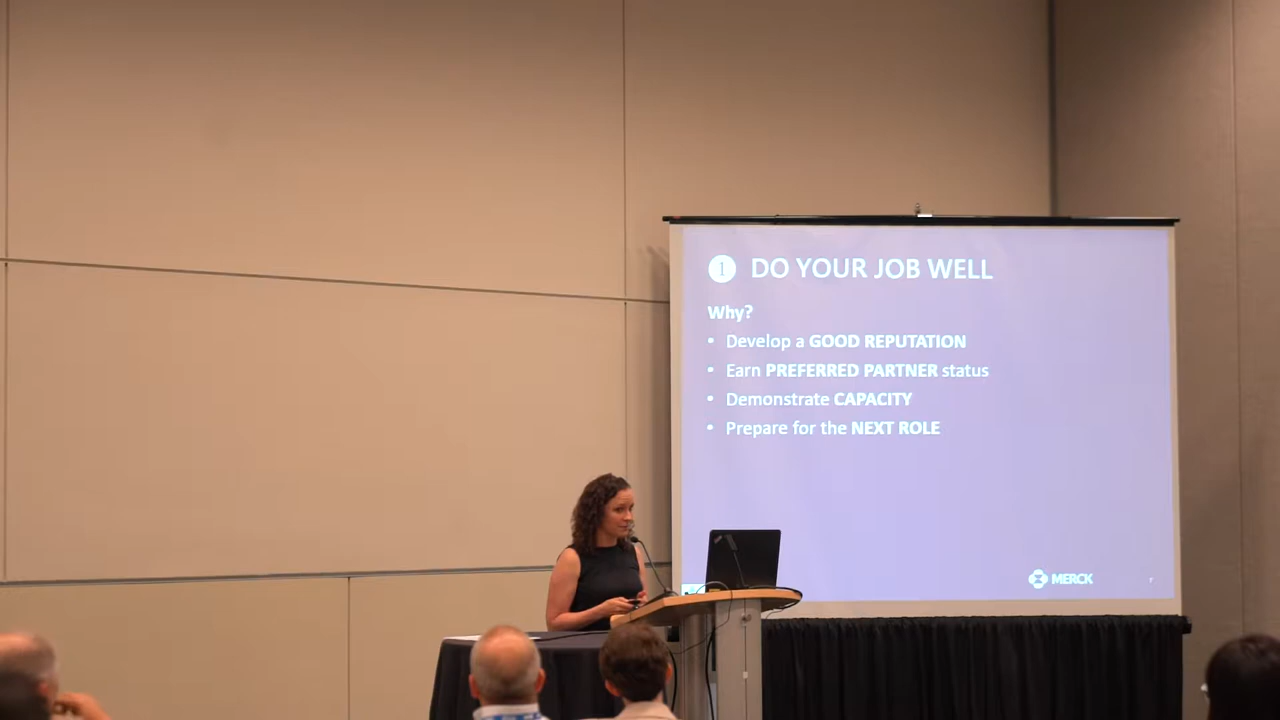 1 DO YOUR JOB WELL
Why?
• Develop a GOOD REPUTATION
• Earn PREFERRED PARTNER status
• Demonstrate CAPACITY
• Prepare for the NEXT ROLE
MERCK
7